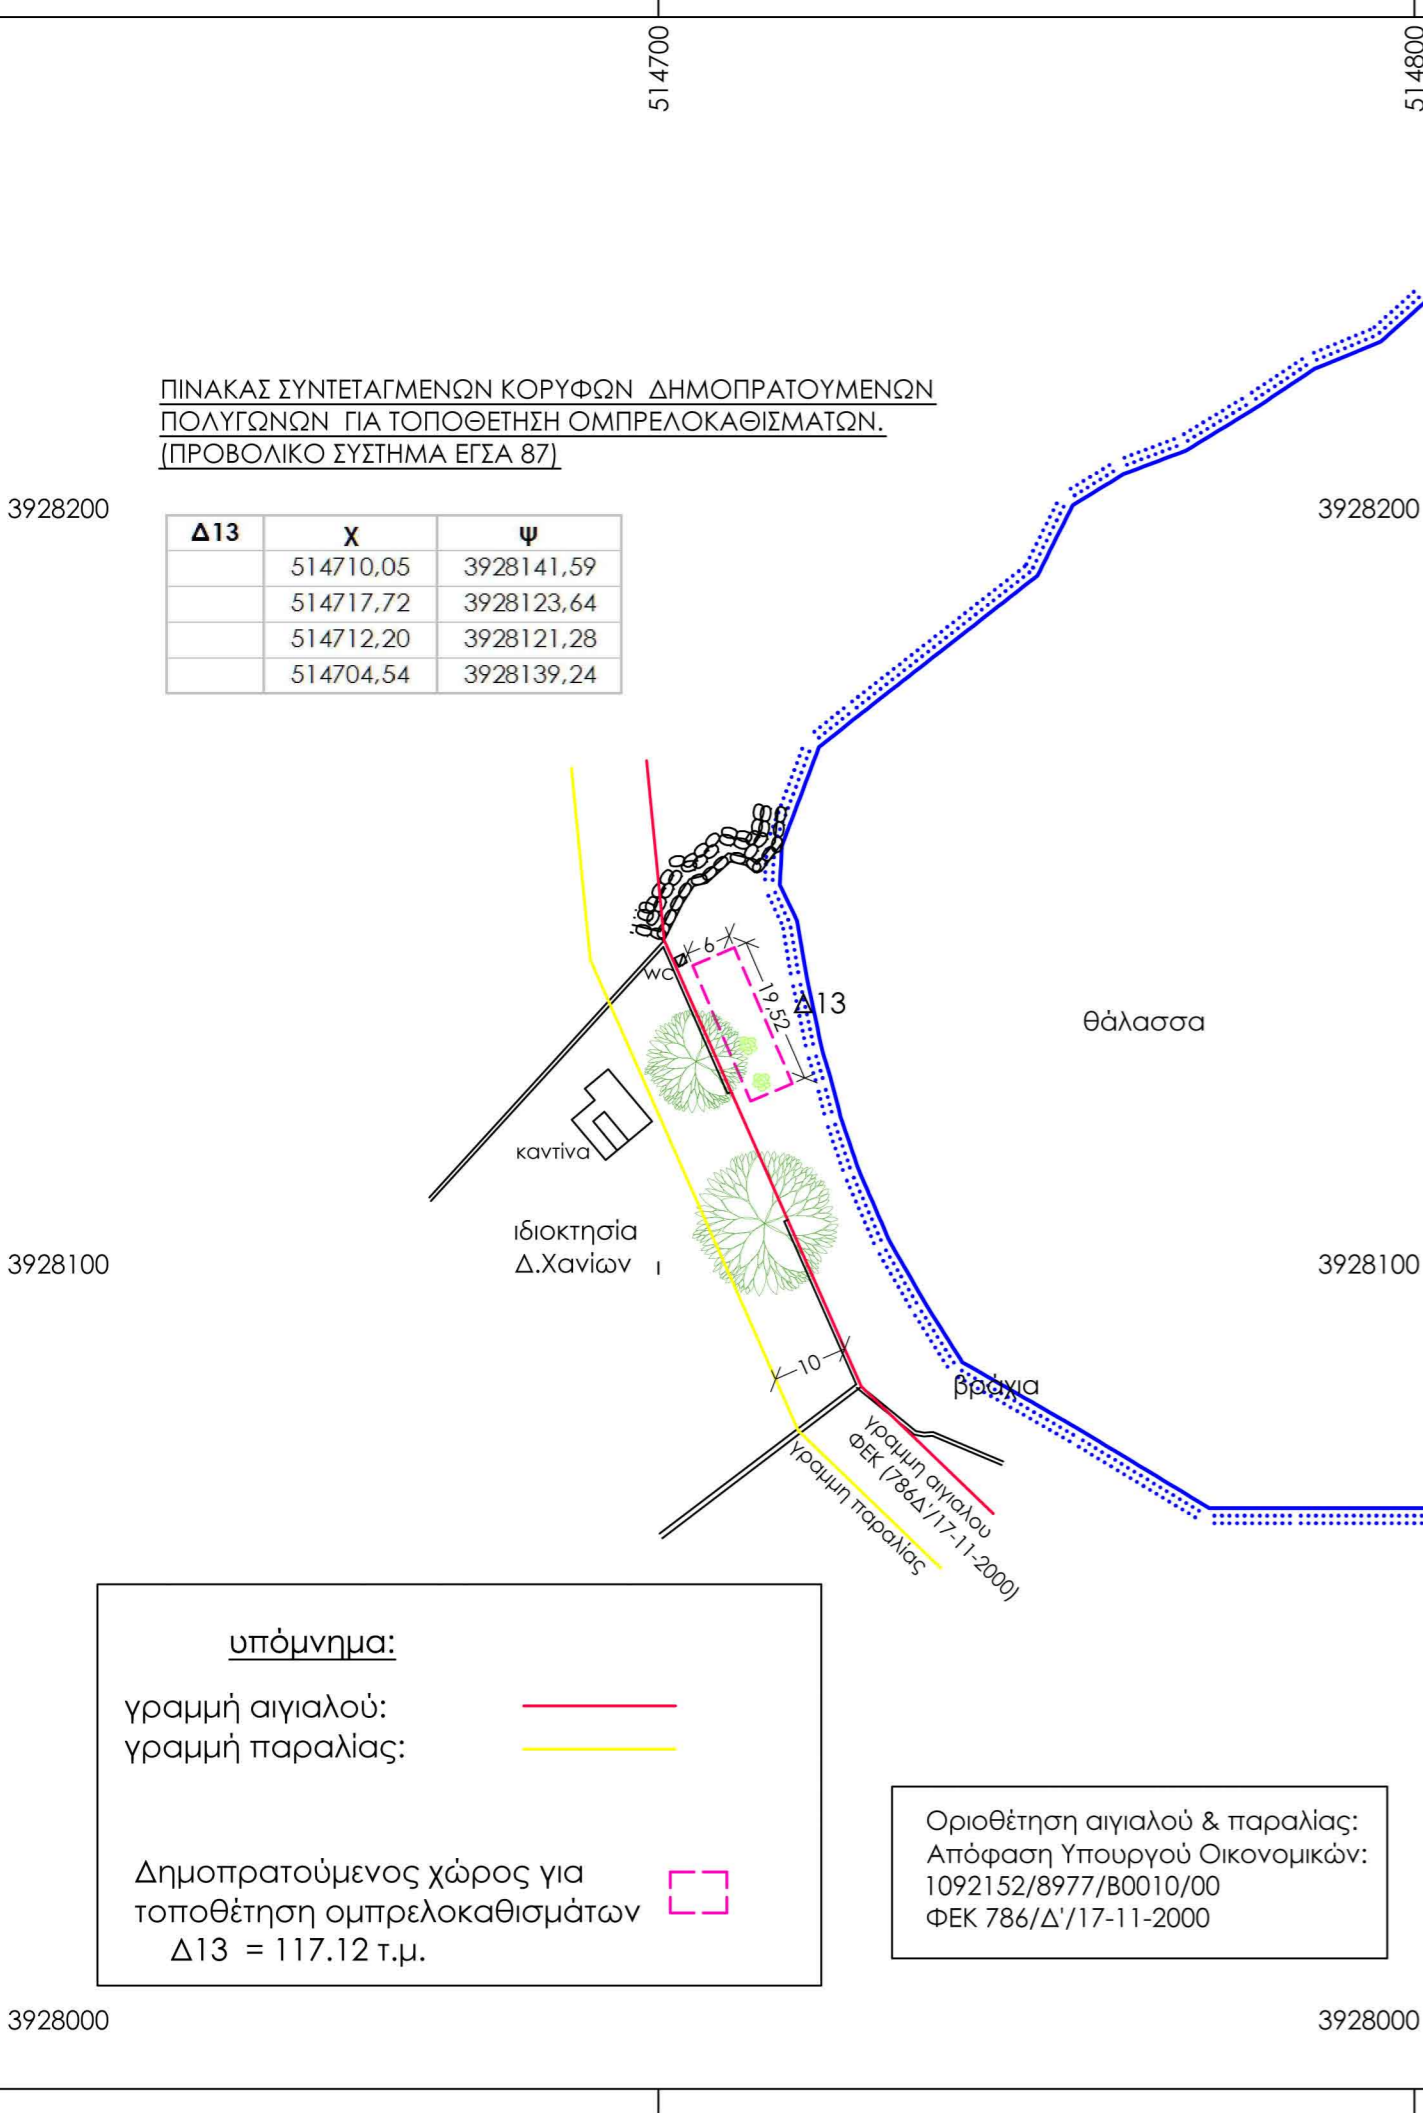 514700
514800
ΠΙΝΑΚΑΣ ΣΥΝΤΕΤΑΓΜΕΝΩΝ ΚΟΡΥΦΩΝ ΔΗΜΟΠΡΑΤΟΥΜΕΝΩΝ
ΠΟΛΥΓΩΝΩΝ ΓΙΑ ΤΟΠΟΘΕΤΗΣΗ ΟΜΠΡΕΛΟΚΑΘΙΣΜΑΤΩΝ.
(ΠΡΟΒΟΛΙΚΟ ΣΥΣΤΗΜΑ ΕΓΣΑ 87)
3928200
3928200
Δ13 χ ψ
514710,05 3928141,59
514717,72 3928123,64
514712,20 3928121,28
514704,54 3928139,24
6
wc
19,52
Δ13
θάλασσα
καντίνα
ιδιοκτησία
Δ.Χανίων
3928100
3928100
10
βράχια
γραμμη αιγιαλου
ΦΕΚ (786Δ'/17-11-2000)
γραμμη παραλίας
υπόμνημα:
γραμμή αιγιαλού:
γραμμή παραλίας:
Δημοπρατούμενος χώρος για
τοποθέτηση ομπρελοκαθισμάτων
Δ13 = 117.12 τ.μ.
Οριοθέτηση αιγιαλού & παραλίας:
Απόφαση Υπουργού Οικονομικών:
1092152/8977/Β0010/00
ΦΕΚ 786/Δ'/17-11-2000
3928000
3928000